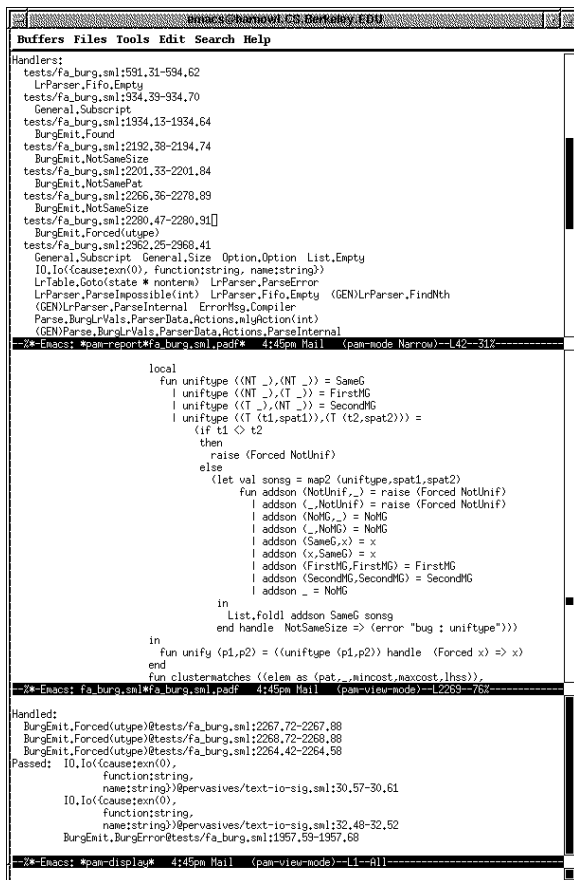 emacs@barnowl.CS.Berkeley.EDU
Buffers Files Tools Edit Search Help
Handlers:
tests/fa_burg.sml:591.31-594.62
LrParser.Fifo.Empty
tests/fa_burg.sml:934.39-934.70
General.Subscript
tests/fa_burg.sml:1934.13-1934.64
BurgEmit.Found
tests/fa_burg.sml:2192.38-2194.74
BurgEmit.NotSameSize
tests/fa_burg.sml:2201.33-2201.84
BurgEmit.NotSamePat
tests/fa_burg.sml:2266.36-2278.89
BurgEmit.NotSameSize
tests/fa_burg.sml:2280.47-2280.91
BurgEmit.Forced(utype)
tests/fa_burg.sml:2962.25-2968.41
General.Subscript General.Size Option.Option List.Empty
IO.Io({cause:exn(0), function:string, name:string})
LrTable.Goto(state * nonterm) LrParser.ParseError
LrParser.ParseImpossible(int) LrParser.Fifo.Empty (GEN)LrParser.FindNth
(GEN)LrParser.ParseInternal ErrorMsg.Compiler
Parse.BurgLrVals.ParserData.Actions.mlyAction(int)
(GEN)Parse.BurgLrVals.ParserData.Actions.ParseInternal
--%*-Emacs: *pam-report*fa_burg.sml.padf* 4:45pm Mail (pam-mode Narrow)--L42--31%------------
local
fun uniftype ((NT _),(NT _)) = SameG
| uniftype ((NT _),(T _)) = FirstMG
| uniftype ((T _),(NT _)) = SecondMG
| uniftype ((T (t1,spat1)),(T (t2,spat2))) =
(if t1 <> t2
then
raise (Forced NotUnif)
else
(let val sonsg = map2 (uniftype,spat1,spat2)
fun addson (NotUnif,_) = raise (Forced NotUnif)
| addson (_,NotUnif) = raise (Forced NotUnif)
| addson (NoMG,_) = NoMG
| addson (_,NoMG) = NoMG
| addson (SameG,x) = x
| addson (x,SameG) = x
| addson (FirstMG,FirstMG) = FirstMG
| addson (SecondMG,SecondMG) = SecondMG
| addson _ = NoMG
in
List.foldl addson SameG sonsg
end handle NotSameSize => (error "bug : uniftype")))
in
fun unify (p1,p2) = ((uniftype (p1,p2)) handle (Forced x) => x)
end
fun clustermatches ((elem as (pat,_,mincost,maxcost,lhss)),
--%*-Emacs: fa_burg.sml*fa_burg.sml.padf 4:45pm Mail (pam-view-mode)--L2269--76%------------
Handled:
BurgEmit.Forced(utype)@tests/fa_burg.sml:2267.72-2267.88
BurgEmit.Forced(utype)@tests/fa_burg.sml:2268.72-2268.88
BurgEmit.Forced(utype)@tests/fa_burg.sml:2264.42-2264.58
Passed: IO.Io({cause:exn(0),
function:string,
name:string})@pervasives/text-io-sig.sml:30.57-30.61
IO.Io({cause:exn(0),
function:string,
name:string})@pervasives/text-io-sig.sml:32.48-32.52
BurgEmit.BurgError@tests/fa_burg.sml:1957.59-1957.68
--%*-Emacs: *pam-display* 4:45pm Mail (pam-view-mode)--L1--All------------